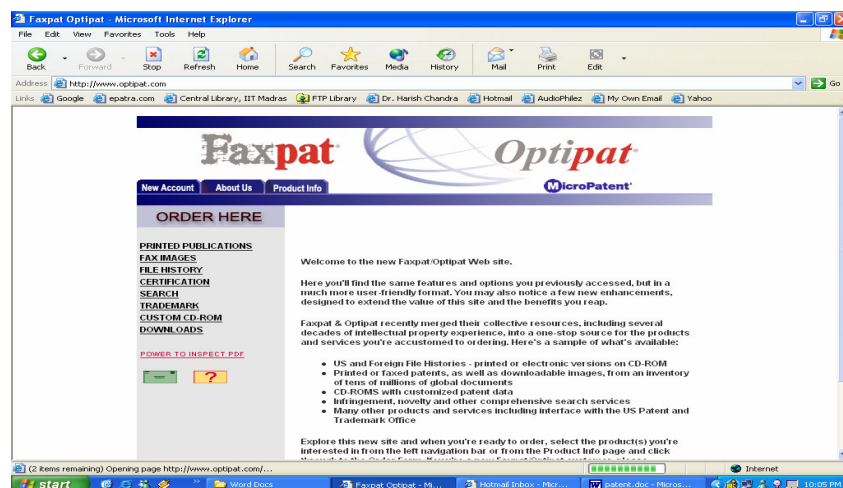 Faxpat Optipat - Microsoft Internet Explorer
File Edit View Favorites Tools Help
Back Forward Stop Refresh Home Search Favorites Media History Mail Print Edit
Address http://www.optipat.com Go
Links Google epatra.com Central Library, IIT Madras FTP Library Dr. Harish Chandra Hotmail AudioPhilez My Own Email Yahoo
Faxpat Optipat
New Account About Us Product Info MicroPatent
ORDER HERE
PRINTED PUBLICATIONS
FAX IMAGES
FILE HISTORY
CERTIFICATION
SEARCH
TRADEMARK
CUSTOM CD-ROM
DOWNLOADS
POWER TO INSPECT PDF
?
Welcome to the new Faxpat/Optipat Web site.
Here you'll find the same features and options you previously accessed, but in a
much more user-friendly format. You may also notice a few new enhancements,
designed to extend the value of this site and the benefits you reap.
Faxpat & Optipat recently merged their collective resources, including several
decades of intellectual property experience, into a one-stop source for the products
and services you're accustomed to ordering. Here's a sample of what's available:
• US and Foreign File Histories - printed or electronic versions on CD-ROM
• Printed or faxed patents, as well as downloadable images, from an inventory
of tens of millions of global documents
• CD-ROMS with customized patent data
• Infringement, novelty and other comprehensive search services
• Many other products and services including interface with the US Patent and
Trademark Office
Explore this new site and when you're ready to order, select the product(s) you're
interested in from the left navigation bar or from the Product Info page and click
(2 items remaining) Opening page http://www.optipat.com/... Internet
start Word Docs Faxpat Optipat - Mi... Hotmail Inbox - Micr... patent.doc - Micros... 10:05 PM